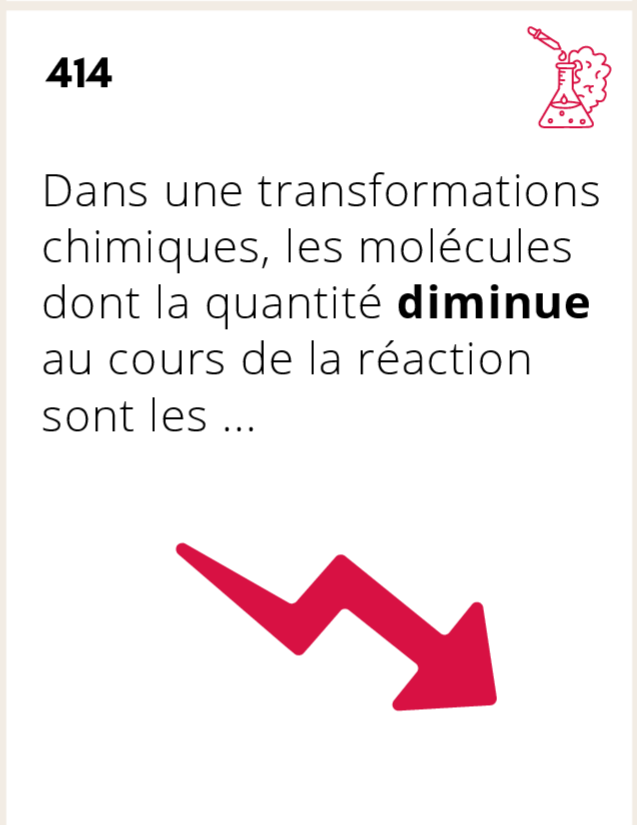 414
Dans une transformations
chimiques, les molécules
dont la quantité diminue
au cours de la réaction
sont les ...